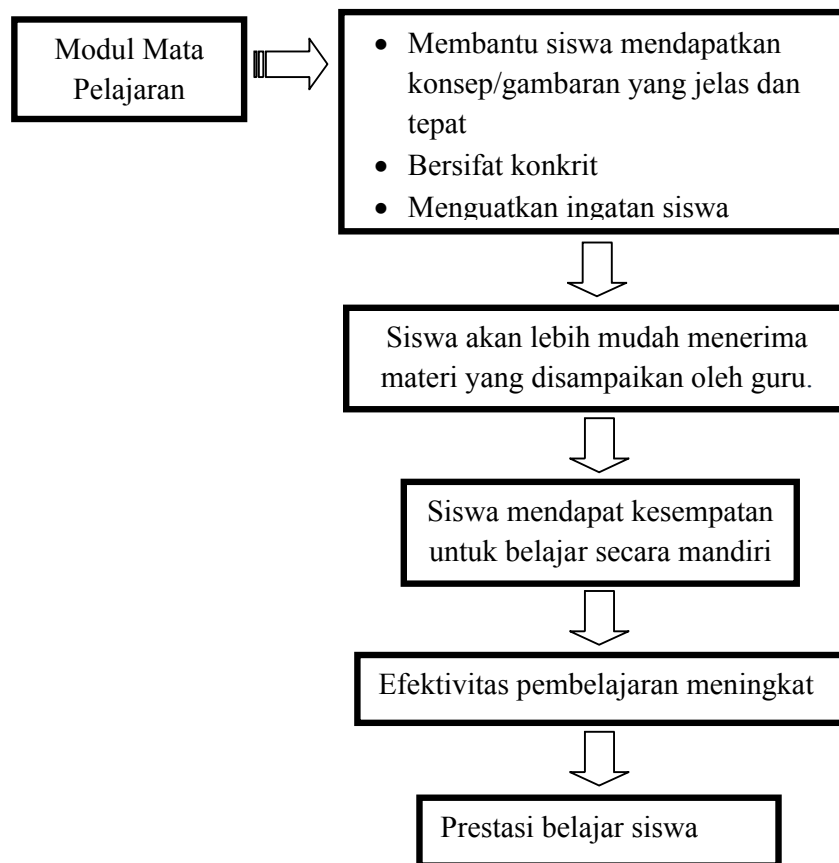 Modul Mata
Pelajaran
• Membantu siswa mendapatkan
konsep/gambaran yang jelas dan
tepat
• Bersifat konkrit
• Menguatkan ingatan siswa
Siswa akan lebih mudah menerima
materi yang disampaikan oleh guru.
Siswa mendapat kesempatan
untuk belajar secara mandiri
Efektivitas pembelajaran meningkat
Prestasi belajar siswa